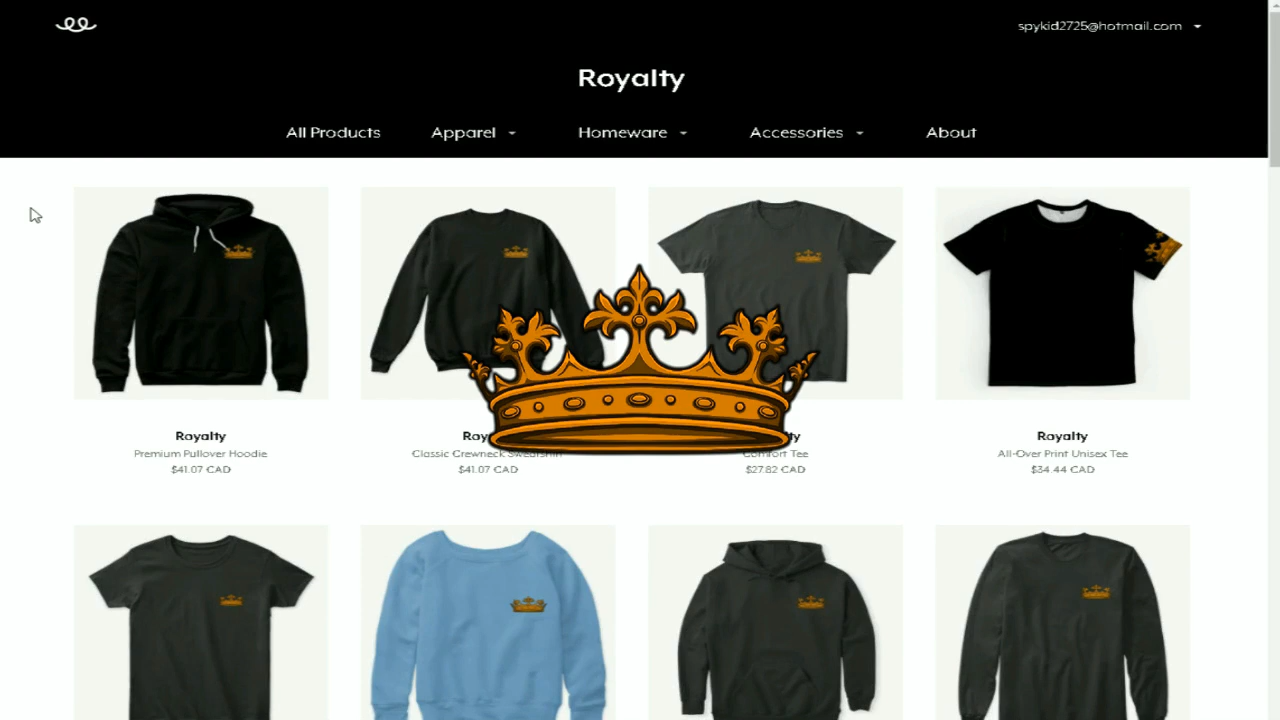 spykid2725@hotmail.com
Royalty
All Products Apparel Homeware Accessories About
Royalty
Premium Pullover Hoodie
$41.07 CAD
Classic Crewneck Sweatshirt
$41.07 CAD
Comfort Tee
$27.82 CAD
Royalty
All-Over Print Unisex Tee
$34.44 CAD